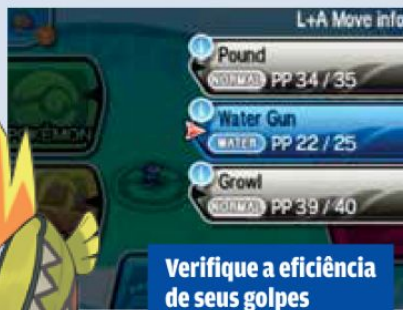 L+A Move info
Pound
NORMAL PP 34 / 35
Water Gun
WATER PP 22 / 25
Growl
NORMAL PP 39 / 40
POKÉMON
Verifique a eficiência
de seus golpes